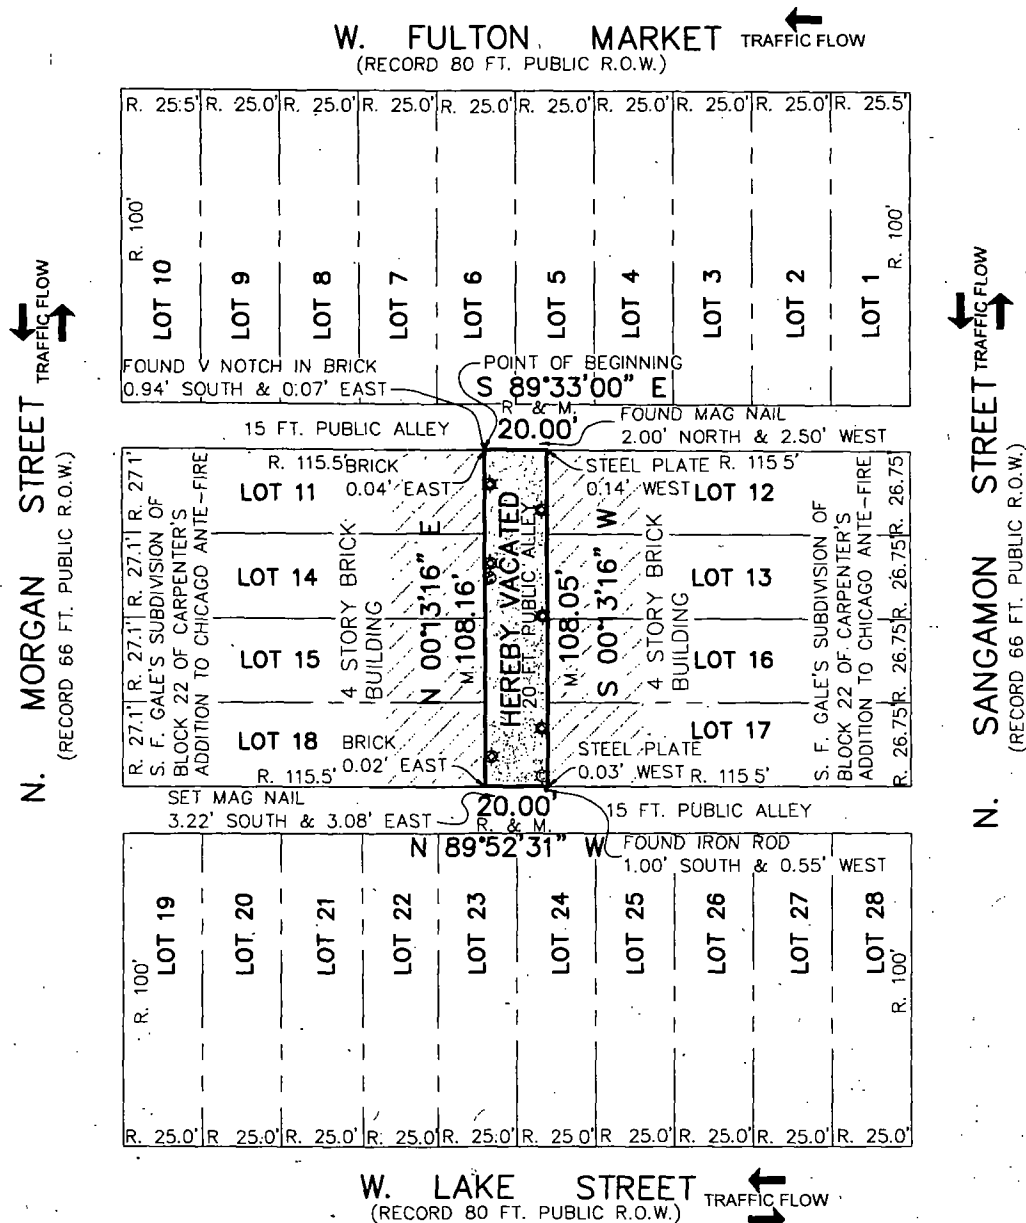 W. FULTON MARKET TRAFFIC FLOW
(RECORD 80 FT. PUBLIC R.O.W.)
R. 25.5' R. 25.0' R. 25.0' R. 25.0' R. 25.0' R. 25.0' R. 25.0' R. 25.0' R. 25.0' R. 25.5'
R. 100'
R. 100'
LOT 10
LOT 9
LOT 8
LOT 7
LOT 6
LOT 5
LOT 4
LOT 3
LOT 2
LOT 1
TRAFFIC FLOW
N. MORGAN STREET
(RECORD 66 FT. PUBLIC R.O.W.)
TRAFFIC FLOW
N. SANGAMON STREET
(RECORD 66 FT. PUBLIC R.O.W.)
FOUND V NOTCH IN BRICK
0.94' SOUTH & 0.07' EAST
POINT OF BEGINNING
S 89°33'00" E
R. & M.
20.00'
FOUND MAG NAIL
2.00' NORTH & 2.50' WEST
15 FT. PUBLIC ALLEY
R. 115.5'
BRICK
0.04' EAST
STEEL PLATE
0.14' WEST
R. 115 5'
LOT 11
LOT 12
LOT 14
LOT 13
LOT 15
LOT 16
LOT 18
LOT 17
R. 27.1' R. 27.1' R. 27.1' R. 27.1'
S. F. GALE'S SUBDIVISION OF
BLOCK 22 OF CARPENTER'S
ADDITION TO CHICAGO ANTE-FIRE
4 STORY BRICK
BUILDING
N 00°13'16" E
M. 108.16'
HEREBY VACATED
20 FT. PUBLIC ALLEY
M. 108.05'
S 00°13'16" W
4 STORY BRICK
BUILDING
S. F. GALE'S SUBDIVISION OF
BLOCK 22 OF CARPENTER'S
ADDITION TO CHICAGO ANTE-FIRE
R. 26.75' R. 26.75' R. 26.75' R. 26.75'
BRICK
0.02' EAST
R. 115.5'
STEEL PLATE
0.03' WEST
R. 115 5'
SET MAG NAIL
3.22' SOUTH & 3.08' EAST
20.00'
R. & M.
N 89°52'31" W
15 FT. PUBLIC ALLEY
FOUND IRON ROD
1.00' SOUTH & 0.55' WEST
LOT 19
LOT 20
LOT 21
LOT 22
LOT 23
LOT 24
LOT 25
LOT 26
LOT 27
LOT 28
R. 100'
R. 100'
R. 25.0' R 25.0' R. 25.0' R. 25.0' R. 25.0' R. 25 0' R. 25.0' R. 25.0' R. 25.0' R. 25.0'
W. LAKE STREET TRAFFIC FLOW
(RECORD 80 FT. PUBLIC R.O.W.)